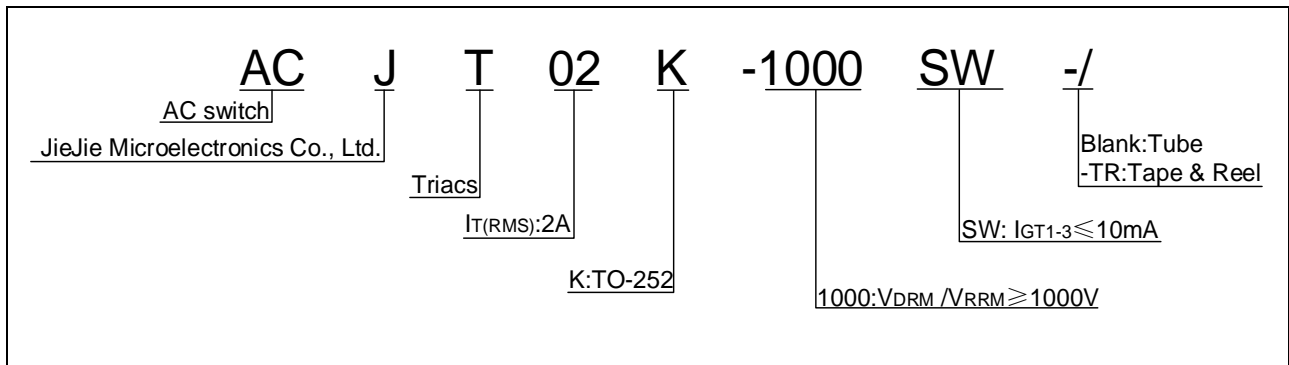 AC J T 02 K -1000 SW -/
AC switch
JieJie Microelectronics Co., Ltd.
Triacs
IT(RMS):2A
K:TO-252
1000:VDRM /VRRM≥1000V
SW: IGT1-3≤10mA
Blank:Tube
-TR:Tape & Reel